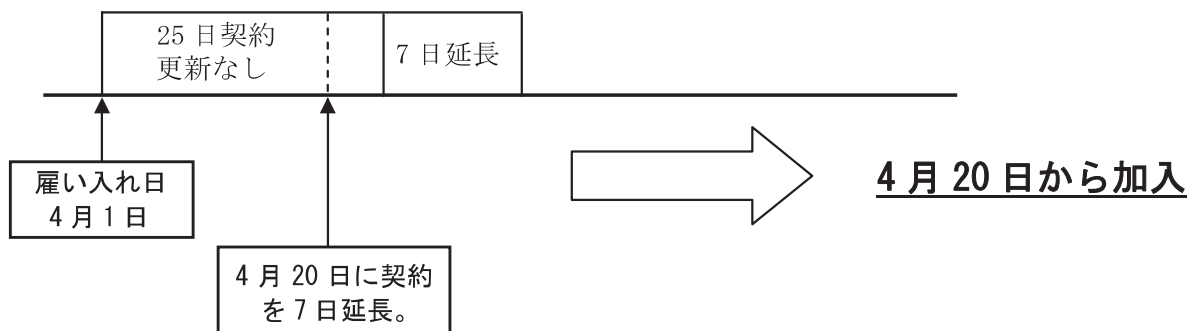 25日契約
更新なし
7日延長
雇い入れ日
4月1日
4月20日に契約
を7日延長。
4月20日から加入